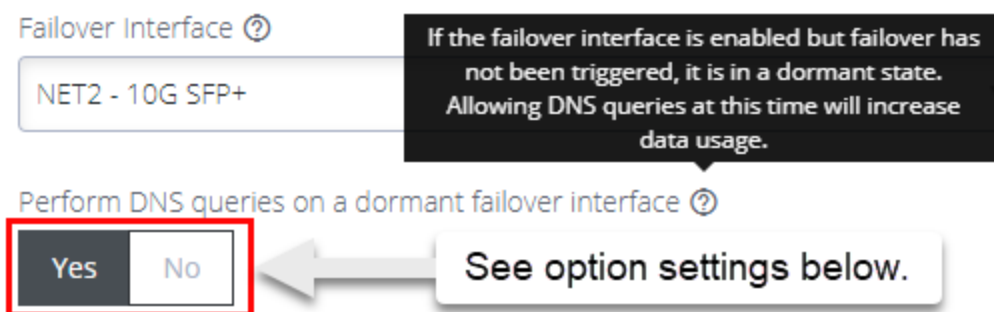 Failover Interface ?
If the failover interface is enabled but failover has
not been triggered, it is in a dormant state.
Allowing DNS queries at this time will increase
data usage.
NET2 - 10G SFP+
Perform DNS queries on a dormant failover interface ?
Yes No
See option settings below.